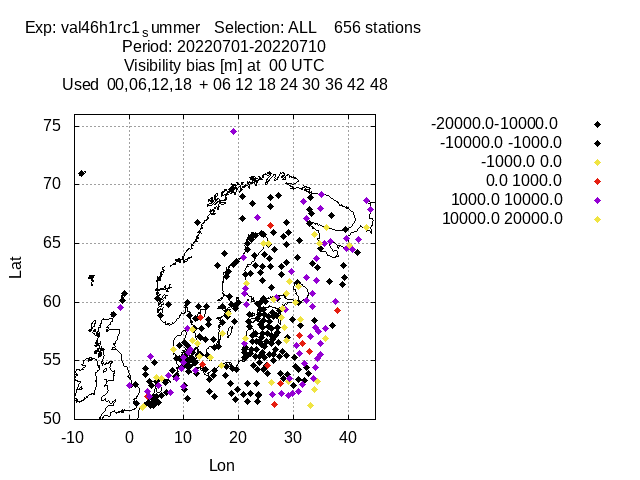 Exp: val46h1rc1summer   Selection: ALL    656 stations
Period: 20220701-20220710
Visibility bias [m] at  00 UTC
Used  00,06,12,18  + 06 12 18 24 30 36 42 48
-20000.0-10000.0
-10000.0 -1000.0
-1000.0 0.0
0.0 1000.0
1000.0 10000.0
10000.0 20000.0
75
70
65
60
55
50
Lat
-10 0 10 20 30 40
Lon